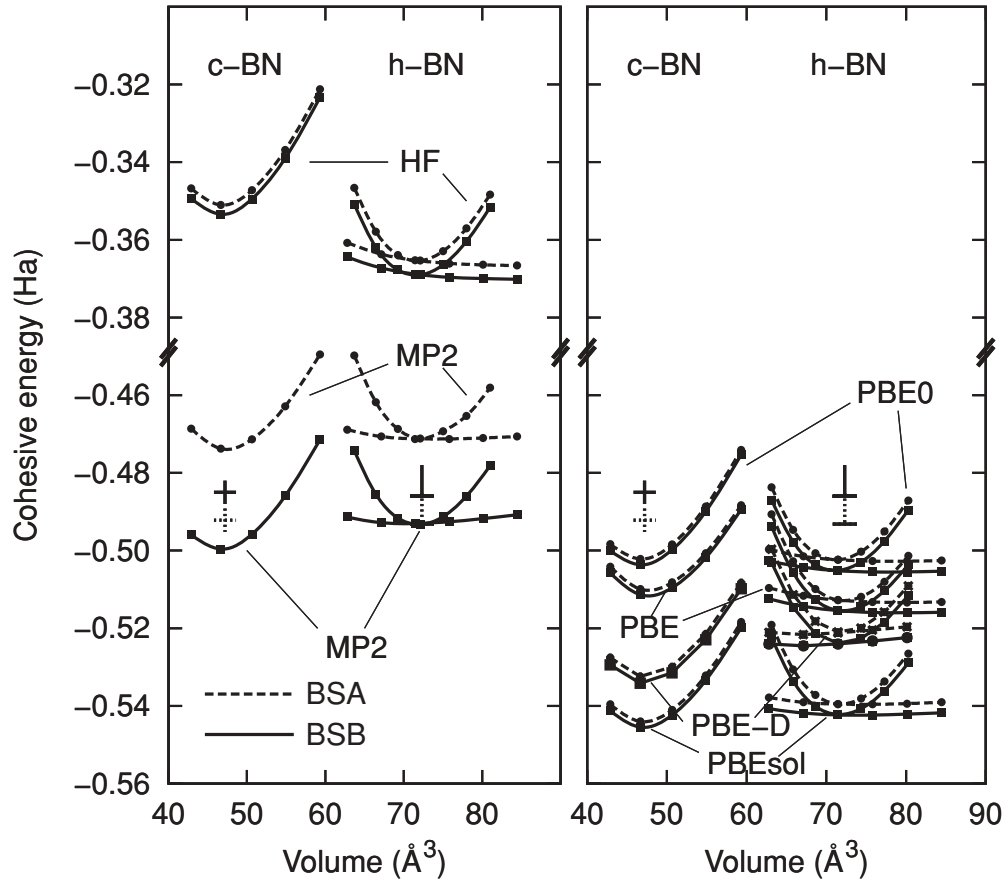 c−BN h−BN
c−BN h−BN
−0.32
−0.34
−0.36
−0.38
−0.46
−0.48
−0.50
−0.52
−0.54
−0.56
Cohesive energy (Ha)
HF
MP2
MP2
BSA
BSB
PBE0
PBE
PBE−D
PBEsol
40 50 60 70 80
40 50 60 70 80 90
Volume (Å3)
Volume (Å3)